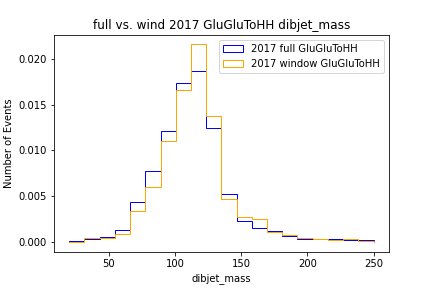 full vs. wind 2017 GluGluToHH dibjet_mass
2017 full GluGluToHH
2017 window GluGluToHH
Number of Events
0.020
0.015
0.010
0.005
0.000
50
100
150
200
250
dibjet_mass